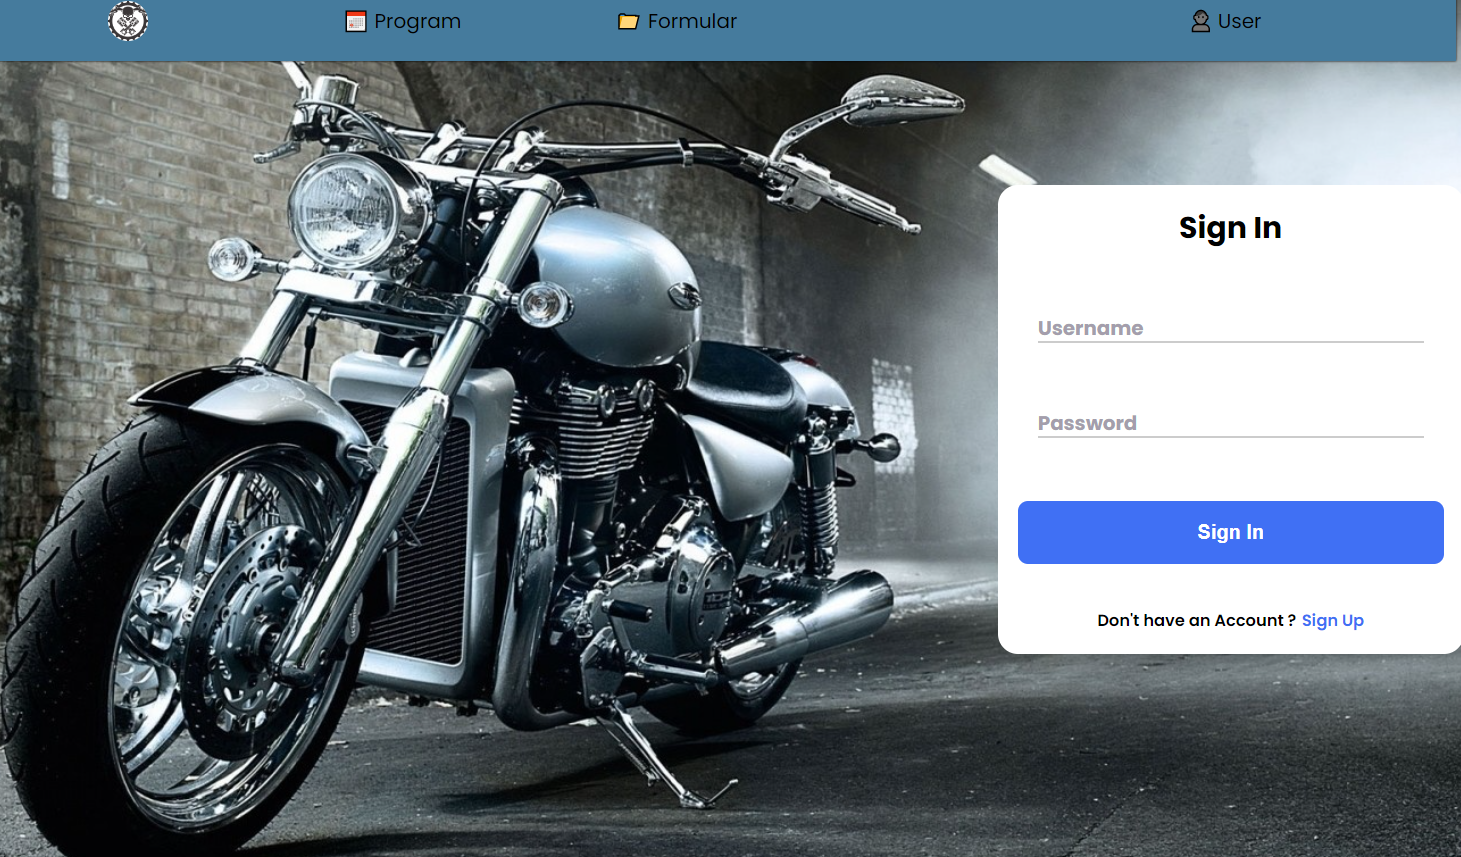 Program
Formular
User
Sign In
Username
Password
Sign In
Don't have an Account ? Sign Up